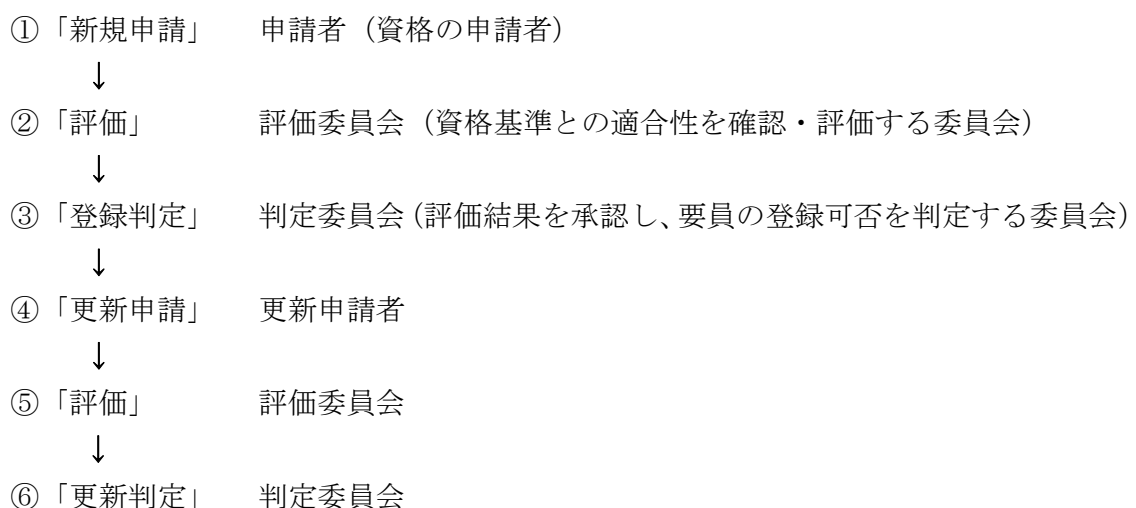 ①「新規申請」 申請者（資格の申請者）
↓
②「評価」 評価委員会（資格基準との適合性を確認・評価する委員会）
↓
③「登録判定」 判定委員会（評価結果を承認し、要員の登録可否を判定する委員会）
↓
④「更新申請」 更新申請者
↓
⑤「評価」 評価委員会
↓
⑥「更新判定」 判定委員会